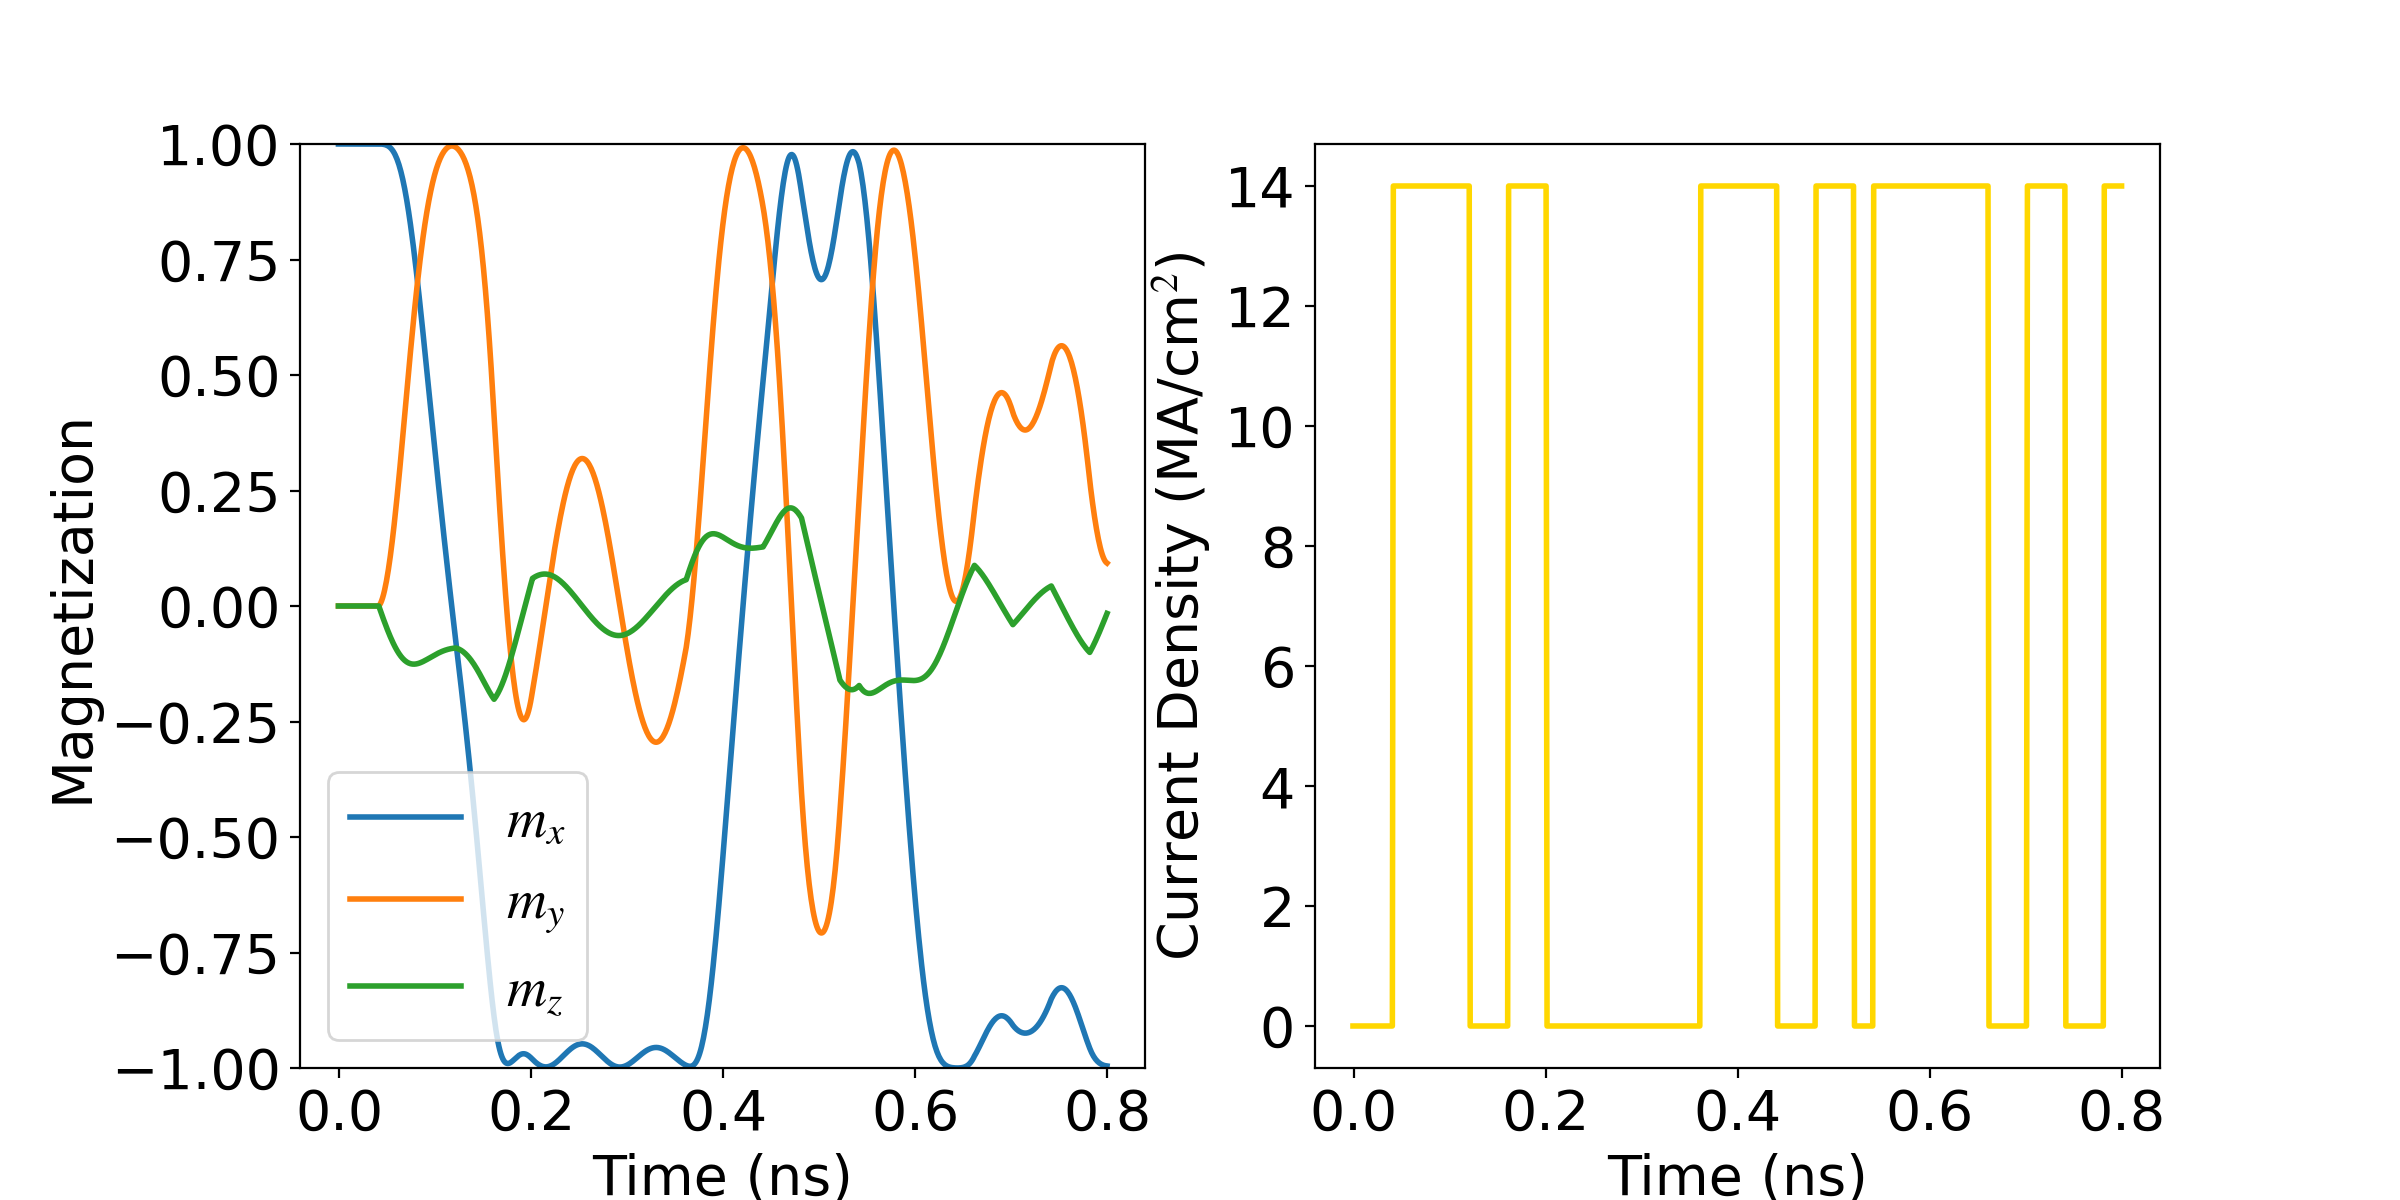 1.00
0.75
0.50
0.25
0.00
−0.25
−0.50
−0.75
−1.00
Magnetization
m_x
m_y
m_z
0.0 0.2 0.4 0.6 0.8
Time (ns)
14
12
10
8
6
4
2
0
Current Density (MA/cm²)
0.0 0.2 0.4 0.6 0.8
Time (ns)